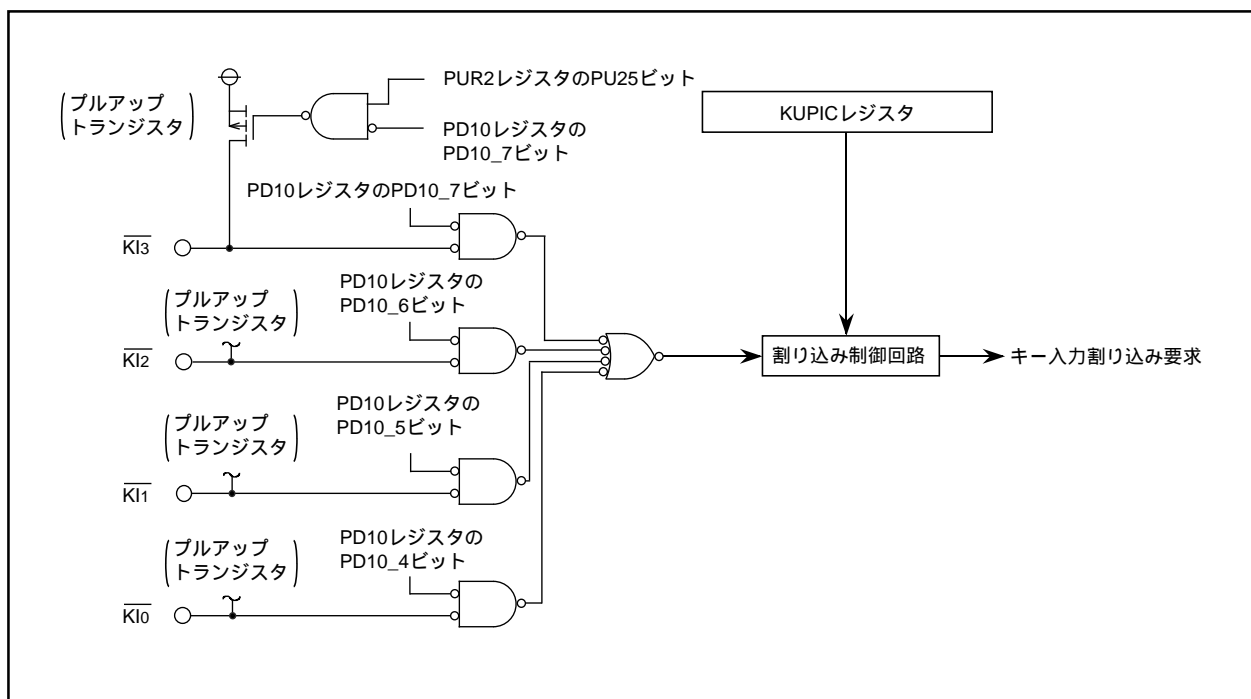 PUR2レジスタのPU25ビット
プルアップ
トランジスタ
PD10レジスタの
PD10_7ビット
KUPICレジスタ
PD10レジスタのPD10_7ビット
KI3
PD10レジスタの
PD10_6ビット
プルアップ
トランジスタ
KI2
割り込み制御回路
キー入力割り込み要求
PD10レジスタの
PD10_5ビット
プルアップ
トランジスタ
KI1
PD10レジスタの
PD10_4ビット
プルアップ
トランジスタ
KI0